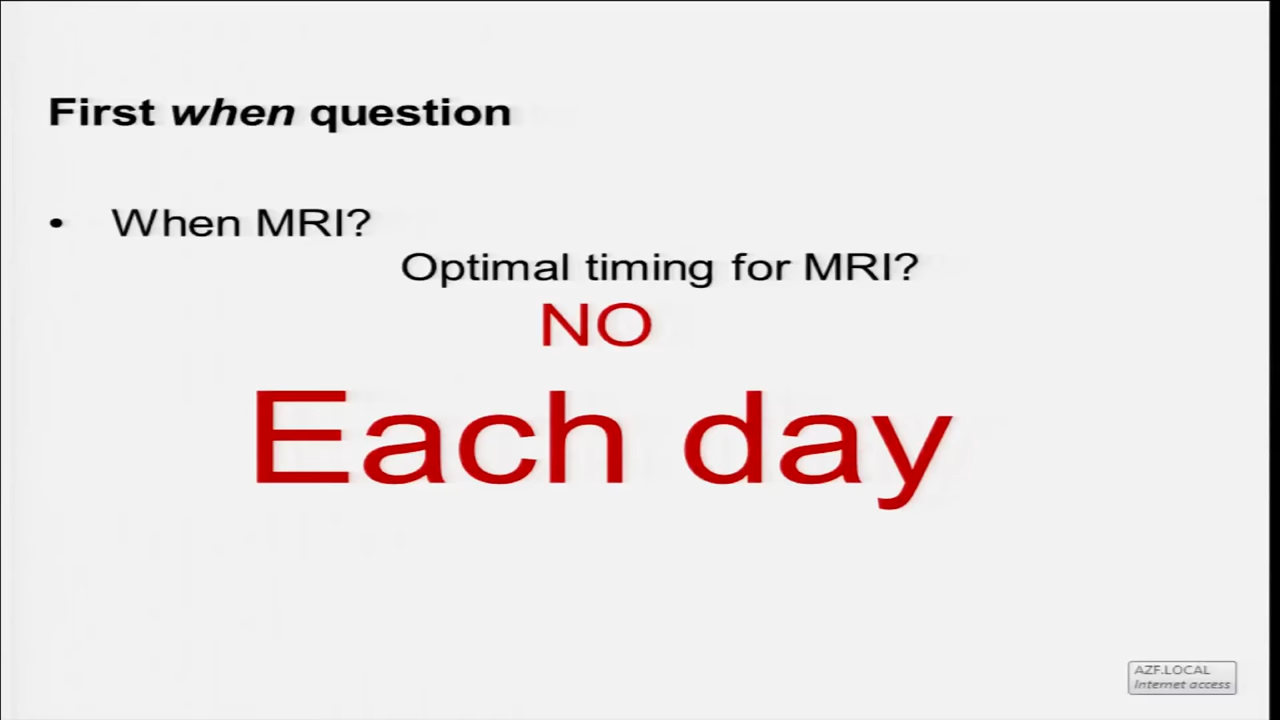 First when question
• When MRI?
Optimal timing for MRI?
NO
Each day
AZF.LOCAL
Internet access